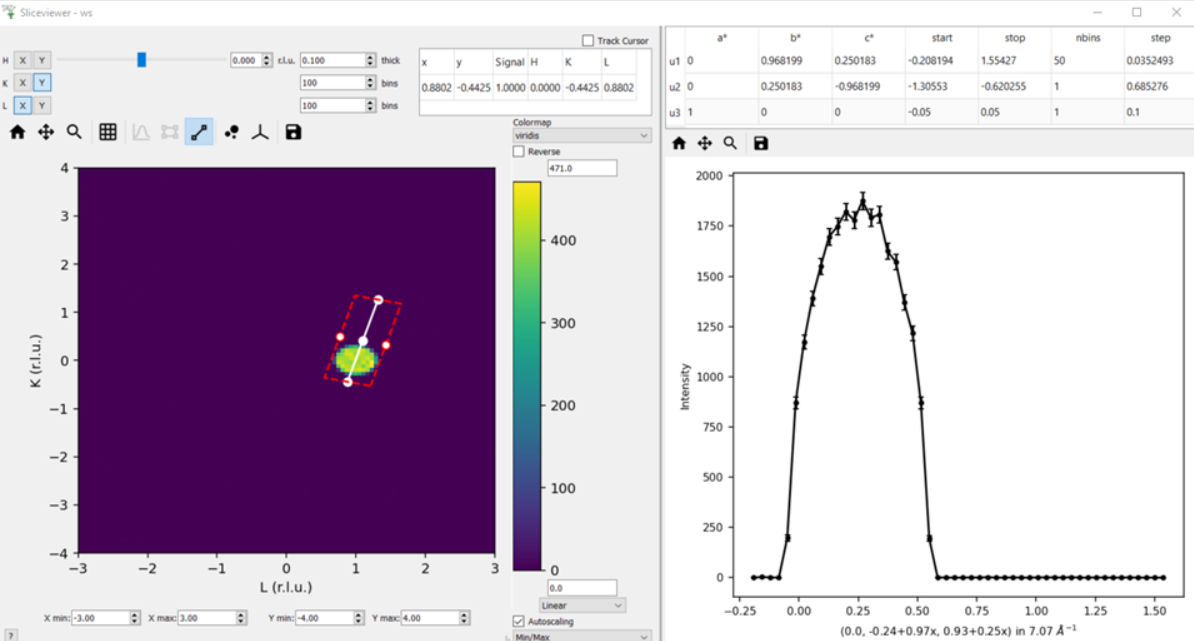 Sliceviewer - ws
Track Cursor
H X Y 0.000 r.l.u. 0.100 thick
K X Y 100 bins
L X Y 100 bins
x y Signal H K L
0.8802 -0.4425 1.0000 0.0000 -0.4425 0.8802
Colormap
viridis
Reverse
471.0
4
3
2
1
0
−1
−2
−3
−4
K (r.l.u.)
−3 −2 −1 0 1 2 3
L (r.l.u.)
400
300
200
100
0
0.0
Linear
Autoscaling
Min/Max
X min: -3.00 X max: 3.00 Y min: -4.00 Y max: 4.00
?
a* b* c* start stop nbins step
u1 0 0.968199 0.250183 -0.208194 1.55427 50 0.0352493
u2 0 0.250183 -0.968199 -1.30553 -0.620255 1 0.685276
u3 1 0 0 -0.05 0.05 1 0.1
2000
1750
1500
1250
1000
750
500
250
0
Intensity
−0.25 0.00 0.25 0.50 0.75 1.00 1.25 1.50
(0.0, -0.24+0.97x, 0.93+0.25x) in 7.07 Å⁻¹